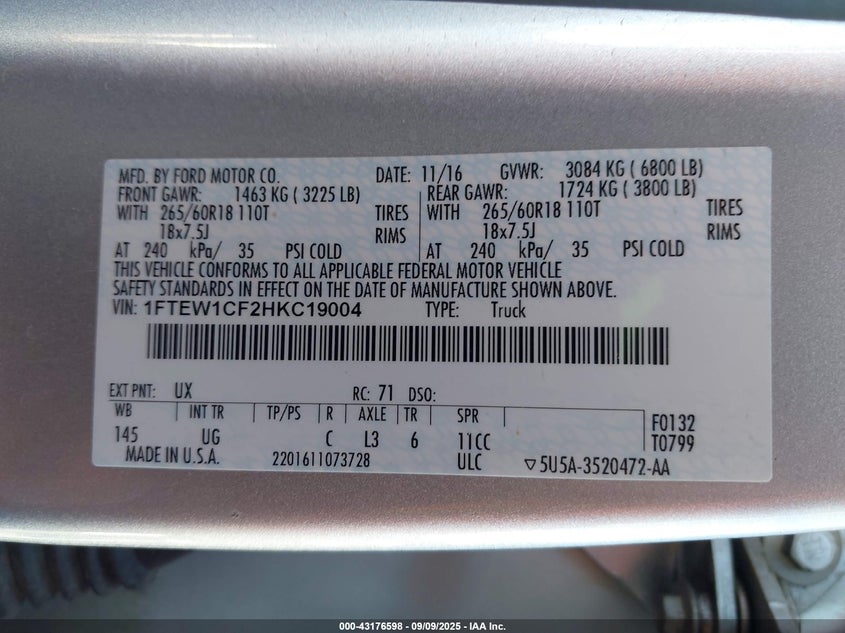 MFD. BY FORD MOTOR CO. DATE: 11/16 GVWR: 3084 KG ( 6800 LB)
FRONT GAWR: 1463 KG ( 3225 LB) REAR GAWR: 1724 KG ( 3800 LB)
WITH 265/60R18 110T TIRES WITH 265/60R18 110T TIRES
18x7.5J RIMS 18x7.5J RIMS
AT 240 kPa/ 35 PSI COLD AT 240 kPa/ 35 PSI COLD
THIS VEHICLE CONFORMS TO ALL APPLICABLE FEDERAL MOTOR VEHICLE
SAFETY STANDARDS IN EFFECT ON THE DATE OF MANUFACTURE SHOWN ABOVE.
VIN: 1FTEW1CF2HKC19004 TYPE: Truck
EXT PNT: UX RC: 71 DSO:
WB INT TR TP/PS R AXLE TR SPR F0132
145 UG C L3 6 11CC T0799
MADE IN U.S.A. 2201611073728 ULC ▽5U5A-3520472-AA
000-43176598 - 09/09/2025 - IAA Inc.